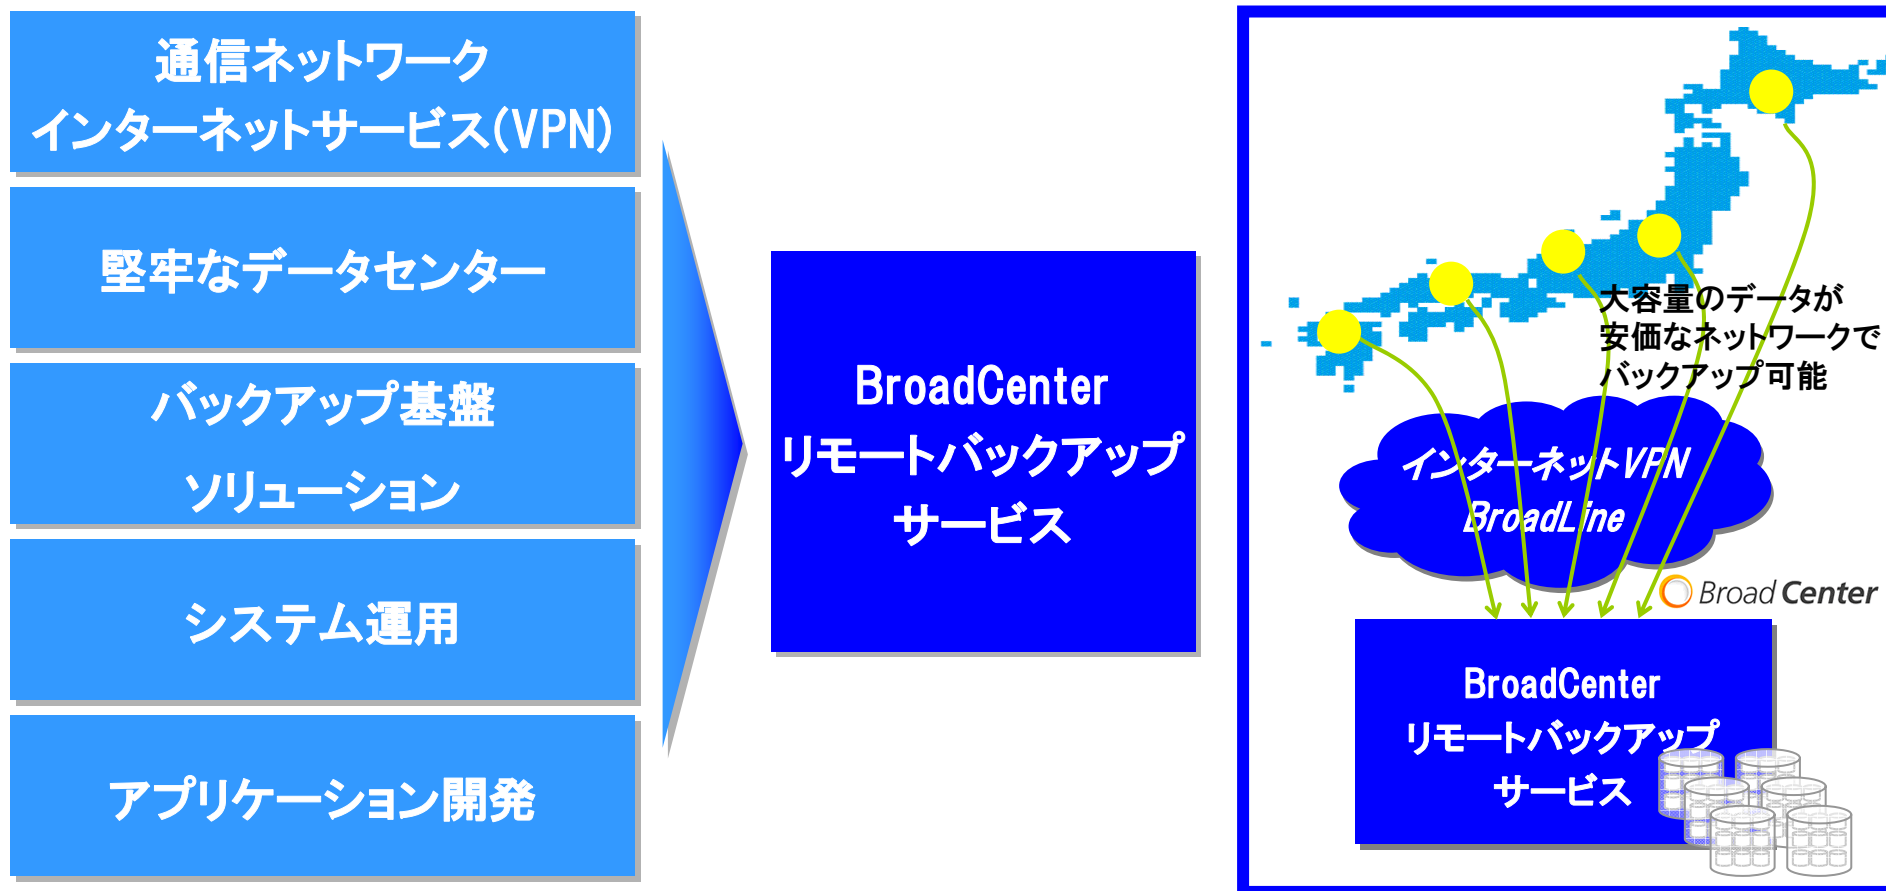 通信ネットワーク
インターネットサービス(VPN)
堅牢なデータセンター
バックアップ基盤
ソリューション
システム運用
アプリケーション開発
BroadCenter
リモートバックアップ
サービス
大容量のデータが
安価なネットワークで
バックアップ可能
インターネットVPN
BroadLine
Broad Center
BroadCenter
リモートバックアップ
サービス